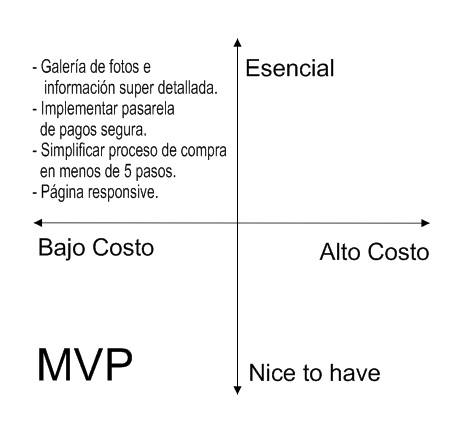 - Galería de fotos e
información super detallada.
- Implementar pasarela
de pagos segura.
- Simplificar proceso de compra
en menos de 5 pasos.
- Página responsive.
Esencial
Bajo Costo
Alto Costo
MVP
Nice to have